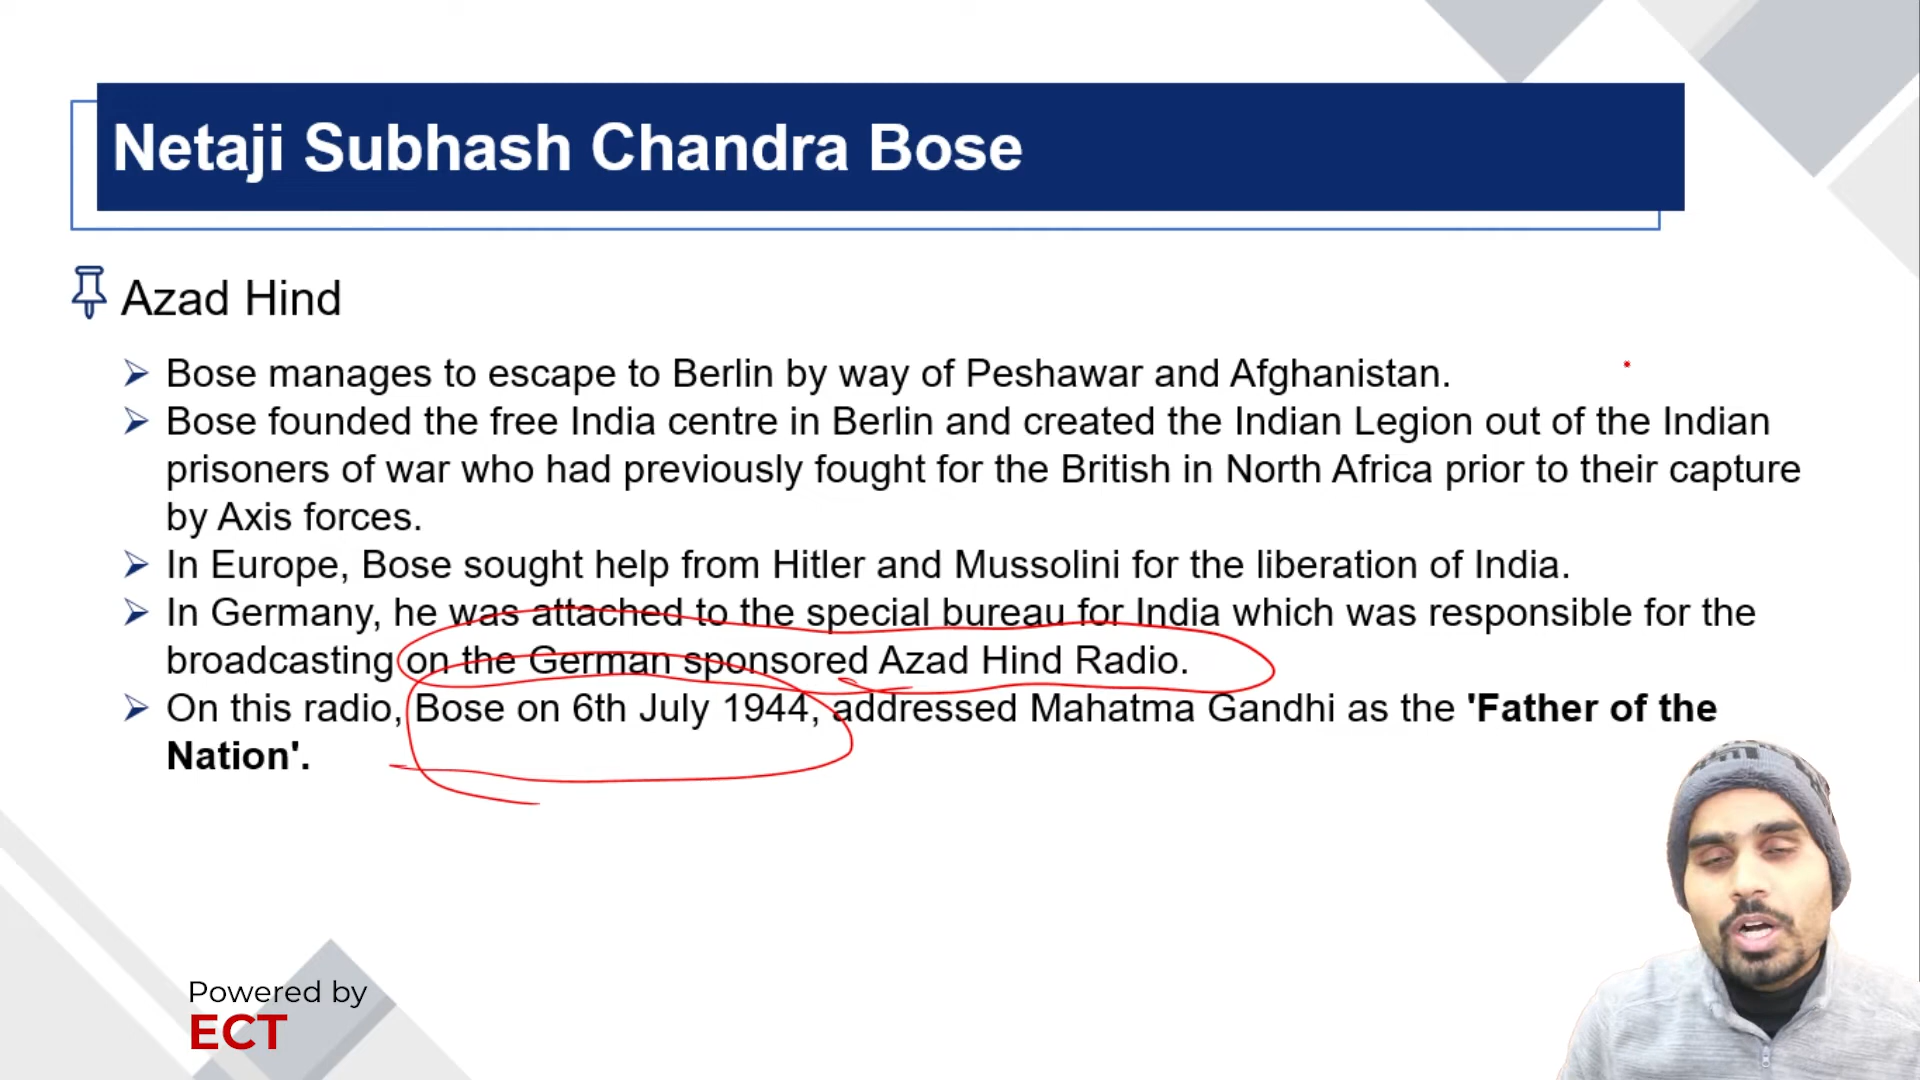 Netaji Subhash Chandra Bose
Azad Hind
Bose manages to escape to Berlin by way of Peshawar and Afghanistan.
Bose founded the free India centre in Berlin and created the Indian Legion out of the Indian
prisoners of war who had previously fought for the British in North Africa prior to their capture
by Axis forces.
In Europe, Bose sought help from Hitler and Mussolini for the liberation of India.
In Germany, he was attached to the special bureau for India which was responsible for the
broadcasting on the German sponsored Azad Hind Radio.
On this radio, Bose on 6th July 1944, addressed Mahatma Gandhi as the 'Father of the
Nation'.
Powered by
ECT